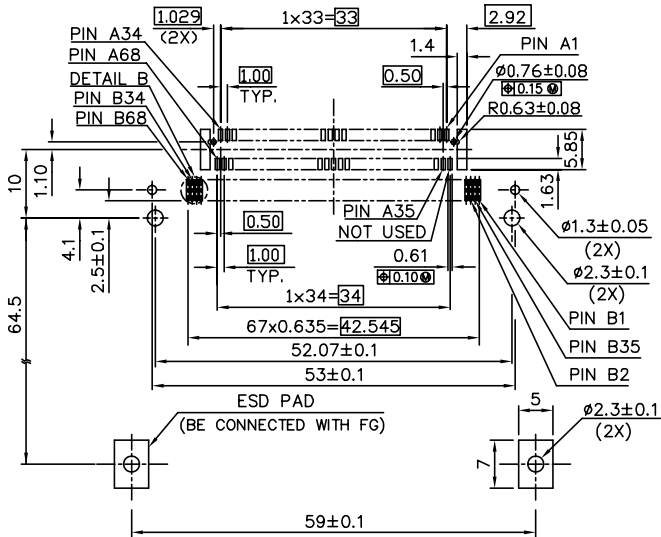 1.029
(2X)
1x33=33
2.92
PIN A34
PIN A68
DETAIL B
PIN B34
PIN B68
1.4
PIN A1
1.00
TYP.
0.50
ø0.76±0.08
⌖ 0.15 Ⓜ
R0.63±0.08
5.85
1.63
10
1.10
4.1
2.5±0.1
64.5
0.50
PIN A35
NOT USED
1.00
TYP.
0.61
⌖ 0.10 Ⓜ
1x34=34
67x0.635=42.545
52.07±0.1
53±0.1
ø1.3±0.05
(2X)
ø2.3±0.1
(2X)
PIN B1
PIN B35
PIN B2
ESD PAD
(BE CONNECTED WITH FG)
5
7
ø2.3±0.1
(2X)
59±0.1